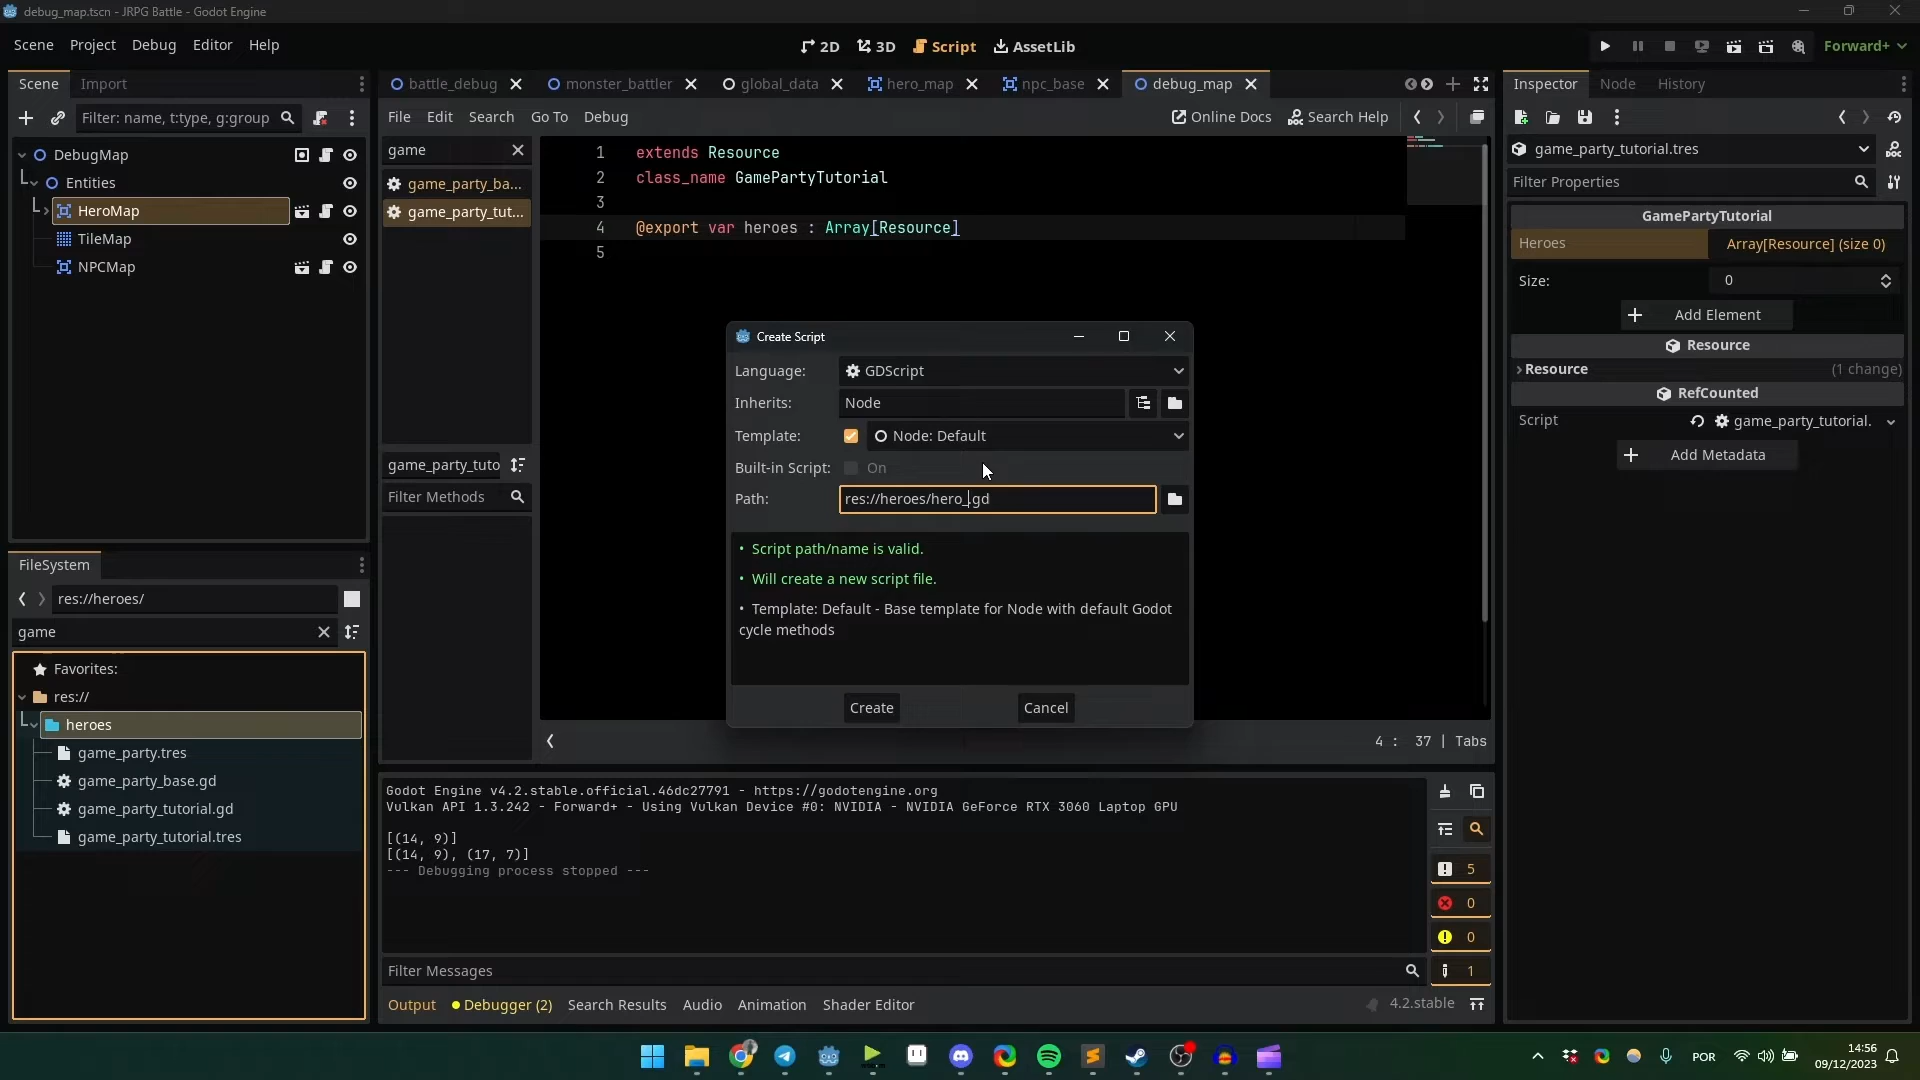 debug_map.tscn - JRPG Battle - Godot Engine
Scene Project Debug Editor Help
2D 3D Script AssetLib
Forward+
Scene Import
Filter: name, t:type, g:group
DebugMap
Entities
HeroMap
TileMap
NPCMap
FileSystem
res://heroes/
game
Favorites:
res://
heroes
game_party.tres
game_party_base.gd
game_party_tutorial.gd
game_party_tutorial.tres
battle_debug monster_battler global_data hero_map npc_base debug_map
File Edit Search Go To Debug
Online Docs Search Help
game
game_party_ba...
game_party_tut...
game_party_tuto
Filter Methods
1 extends Resource
2 class_name GamePartyTutorial
3
4 @export var heroes : Array[Resource]
5
Create Script
Language: GDScript
Inherits: Node
Template: Node: Default
Built-in Script: On
Path: res://heroes/hero_.gd
• Script path/name is valid.
• Will create a new script file.
• Template: Default - Base template for Node with default Godot
cycle methods
Create Cancel
4 : 37 | Tabs
Godot Engine v4.2.stable.official.46dc27791 - https://godotengine.org
Vulkan API 1.3.242 - Forward+ - Using Vulkan Device #0: NVIDIA - NVIDIA GeForce RTX 3060 Laptop GPU
[(14, 9)]
[(14, 9), (17, 7)]
--- Debugging process stopped ---
5
0
0
1
Filter Messages
Output Debugger (2) Search Results Audio Animation Shader Editor
4.2.stable
Inspector Node History
game_party_tutorial.tres
Filter Properties
GamePartyTutorial
Heroes Array[Resource] (size 0)
Size: 0
Add Element
Resource
Resource (1 change)
RefCounted
Script game_party_tutorial.
Add Metadata
POR
14:56
09/12/2023